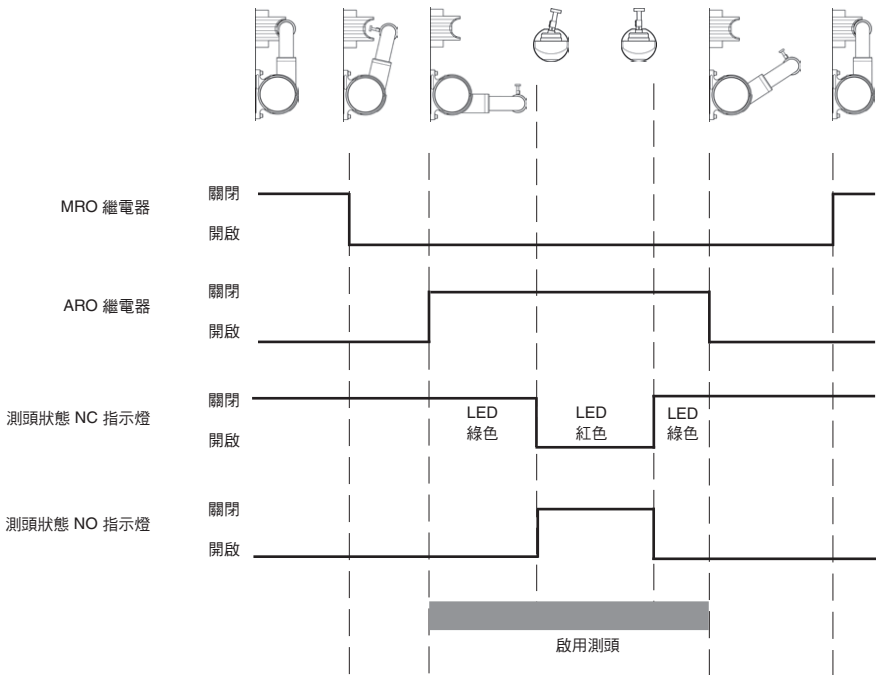 關閉
MRO 繼電器
開啟
關閉
ARO 繼電器
開啟
關閉
測頭狀態 NC 指示燈
開啟
LED
綠色
LED
紅色
LED
綠色
關閉
測頭狀態 NO 指示燈
開啟
啟用測頭